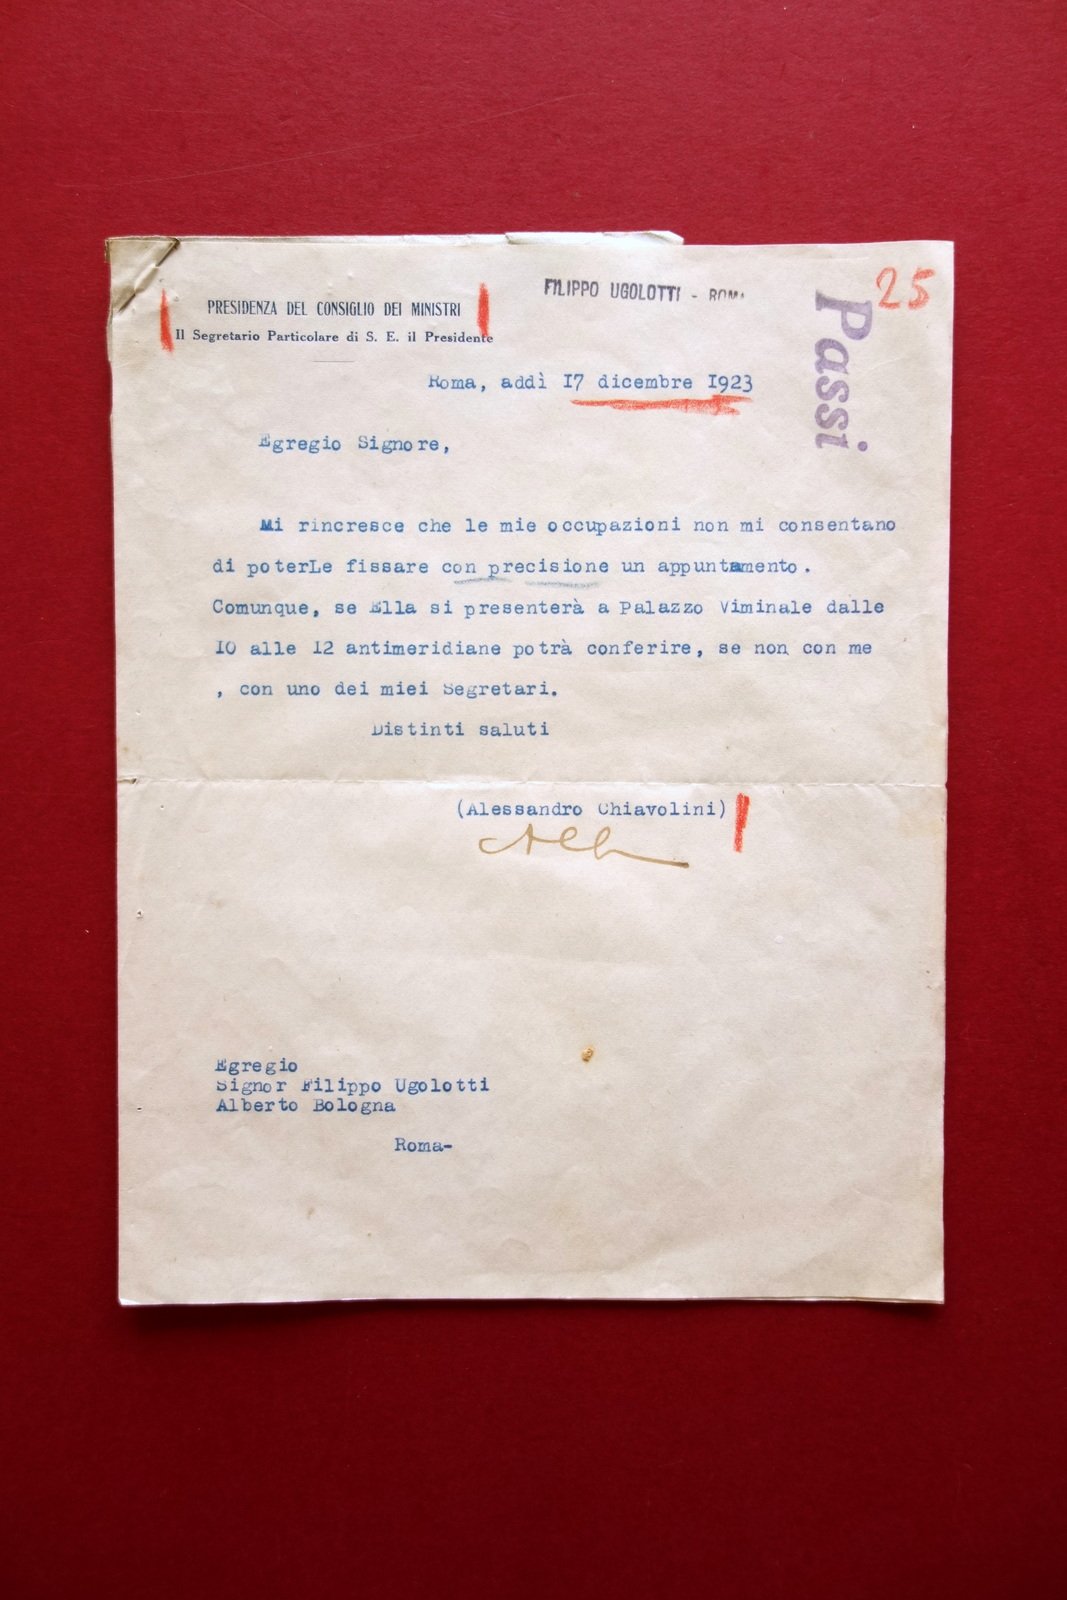 25
FILIPPO UGOLOTTI - ROMA
Passi
PRESIDENZA DEL CONSIGLIO DEI MINISTRI
Il Segretario Particolare di S. E. il Presidente
Roma, addì 17 dicembre 1923
Egregio Signore,
Mi rincresce che le mie occupazioni non mi consentano
di poterLe fissare con precisione un appuntamento.
Comunque, se Ella si presenterà a Palazzo Viminale dalle
10 alle 12 antimeridiane potrà conferire, se non con me
, con uno dei miei Segretari.
Distinti saluti
(Alessandro Chiavolini)
Egregio
Signor Filippo Ugolotti
Alberto Bologna
Roma-